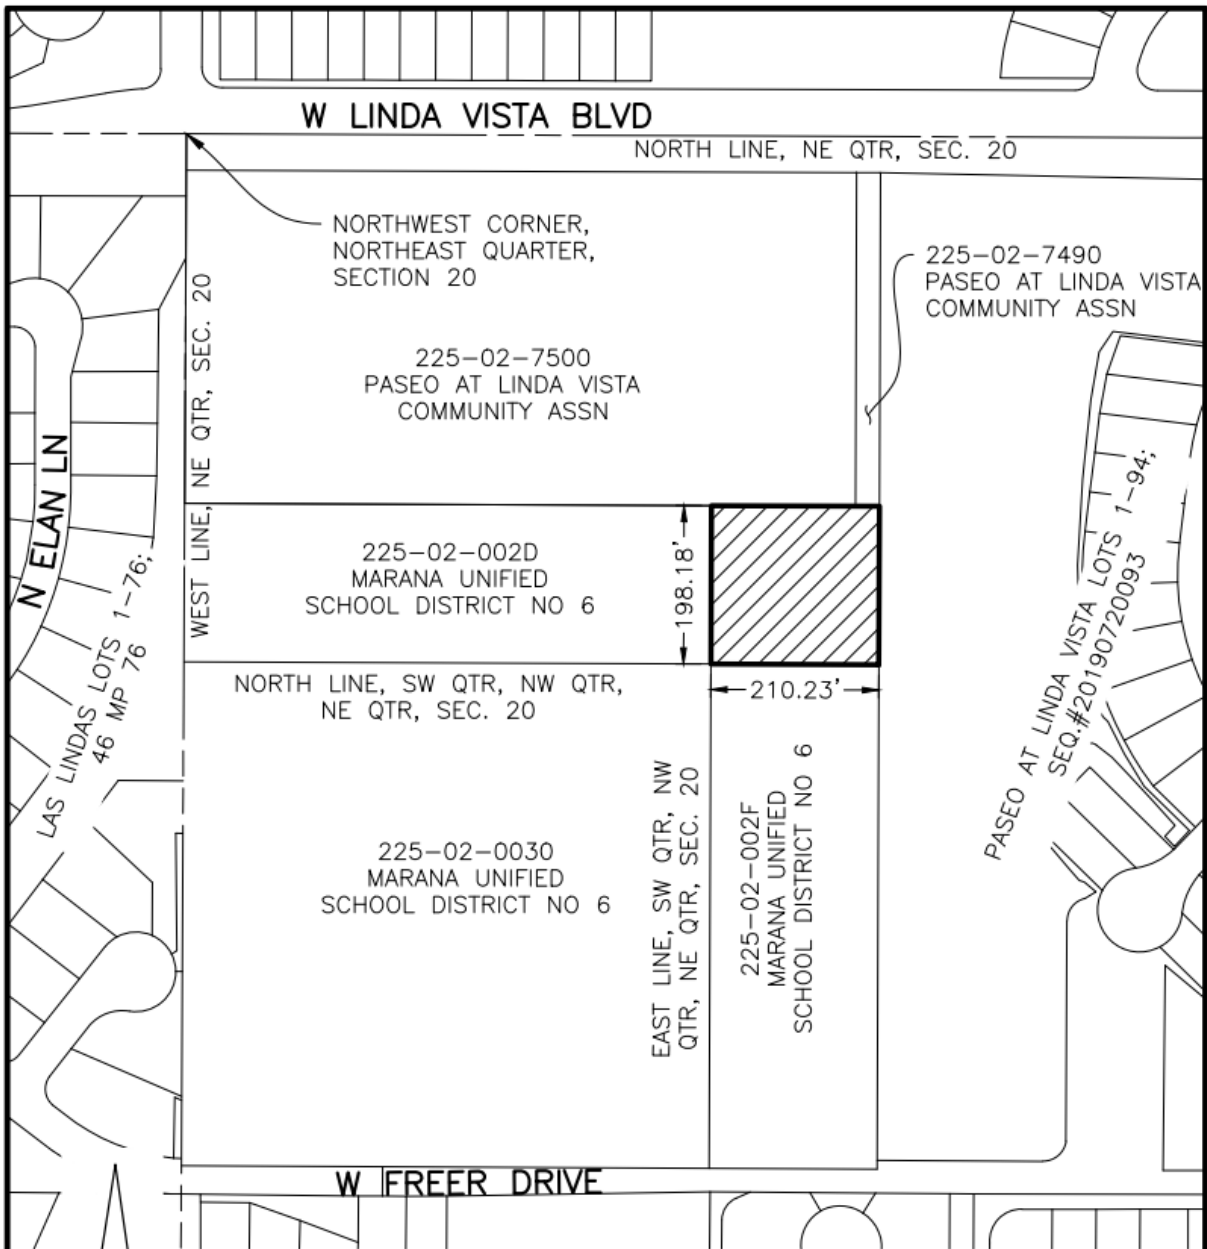 W LINDA VISTA BLVD
NORTH LINE, NE QTR, SEC. 20
NORTHWEST CORNER,
NORTHEAST QUARTER,
SECTION 20
225-02-7490
PASEO AT LINDA VISTA
COMMUNITY ASSN
WEST LINE, NE QTR, SEC. 20
225-02-7500
PASEO AT LINDA VISTA
COMMUNITY ASSN
N ELAN LN
LAS LINDAS LOTS 1-76;
46 MP 76
225-02-002D
MARANA UNIFIED
SCHOOL DISTRICT NO 6
198.18'
210.23'
PASEO AT LINDA VISTA LOTS 1-94;
SEQ.#20190720093
NORTH LINE, SW QTR, NW QTR,
NE QTR, SEC. 20
225-02-0030
MARANA UNIFIED
SCHOOL DISTRICT NO 6
EAST LINE, SW QTR, NW
QTR, NE QTR, SEC. 20
225-02-002F
MARANA UNIFIED
SCHOOL DISTRICT NO 6
W FREER DRIVE